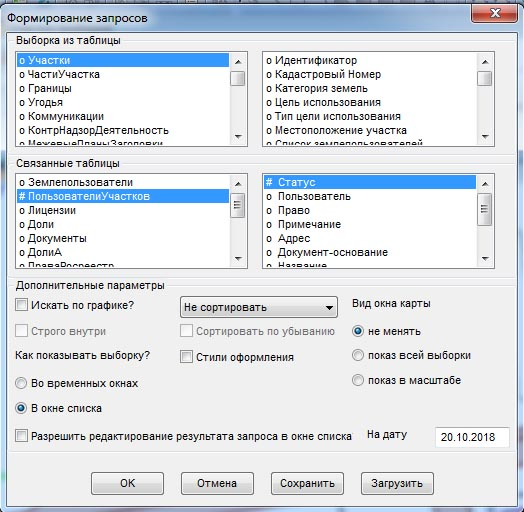 Формирование запросов
Выборка из таблицы
o Участки
o ЧастиУчастка
o Границы
o Угодья
o Коммуникации
o КонтрНадзорДеятельность
o МежевыеПланыЗаголовки
o Идентификатор
o Кадастровый Номер
o Категория земель
o Цель использования
o Тип цели использования
o Местоположение участка
o Список землепользователей
Связанные таблицы
o Землепользователи
# ПользователиУчастков
o Лицензии
o Доли
o Документы
o ДолиА
o ПраваРосреестр
# Статус
o Пользователь
o Право
o Примечание
o Адрес
o Документ-основание
o Название
Дополнительные параметры
Искать по графике?
Не сортировать
Вид окна карты
Строго внутри
Сортировать по убыванию
не менять
Как показывать выборку?
Стили оформления
показ всей выборки
Во временных окнах
показ в масштабе
В окне списка
Разрешить редактирование результата запроса в окне списка
На дату
20.10.2018
OK
Отмена
Сохранить
Загрузить